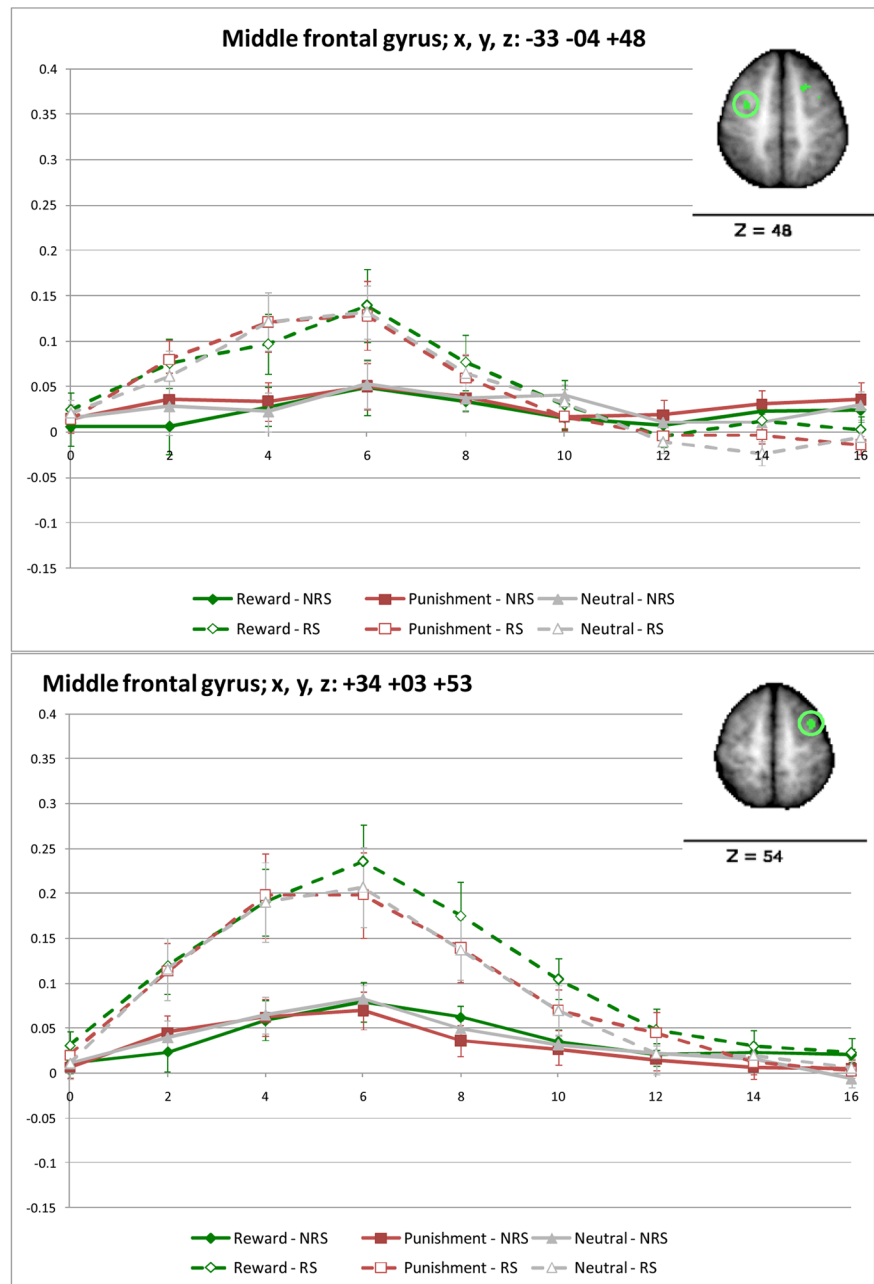 Middle frontal gyrus; x, y, z: -33 -04 +48
0.4
0.35
0.3
0.25
0.2
0.15
0.1
0.05
0
-0.05
-0.1
-0.15
0 2 4 6 8 10 12 14 16
Z = 48
Reward - NRS Punishment - NRS Neutral - NRS
Reward - RS Punishment - RS Neutral - RS
Middle frontal gyrus; x, y, z: +34 +03 +53
0.4
0.35
0.3
0.25
0.2
0.15
0.1
0.05
0
-0.05
-0.1
-0.15
0 2 4 6 8 10 12 14 16
Z = 54
Reward - NRS Punishment - NRS Neutral - NRS
Reward - RS Punishment - RS Neutral - RS